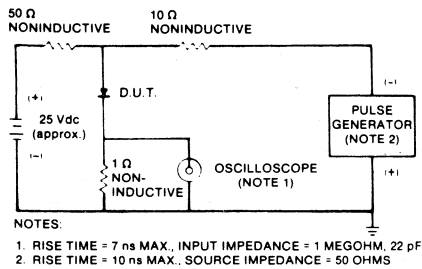 50 Ω
NONINDUCTIVE
10 Ω
NONINDUCTIVE
(+)
25 Vdc
(approx.)
(−)
D.U.T.
1 Ω
NON-
INDUCTIVE
OSCILLOSCOPE
(NOTE 1)
(−)
PULSE
GENERATOR
(NOTE 2)
(+)
NOTES:
1. RISE TIME = 7 ns MAX., INPUT IMPEDANCE = 1 MEGOHM, 22 pF
2. RISE TIME = 10 ns MAX., SOURCE IMPEDANCE = 50 OHMS